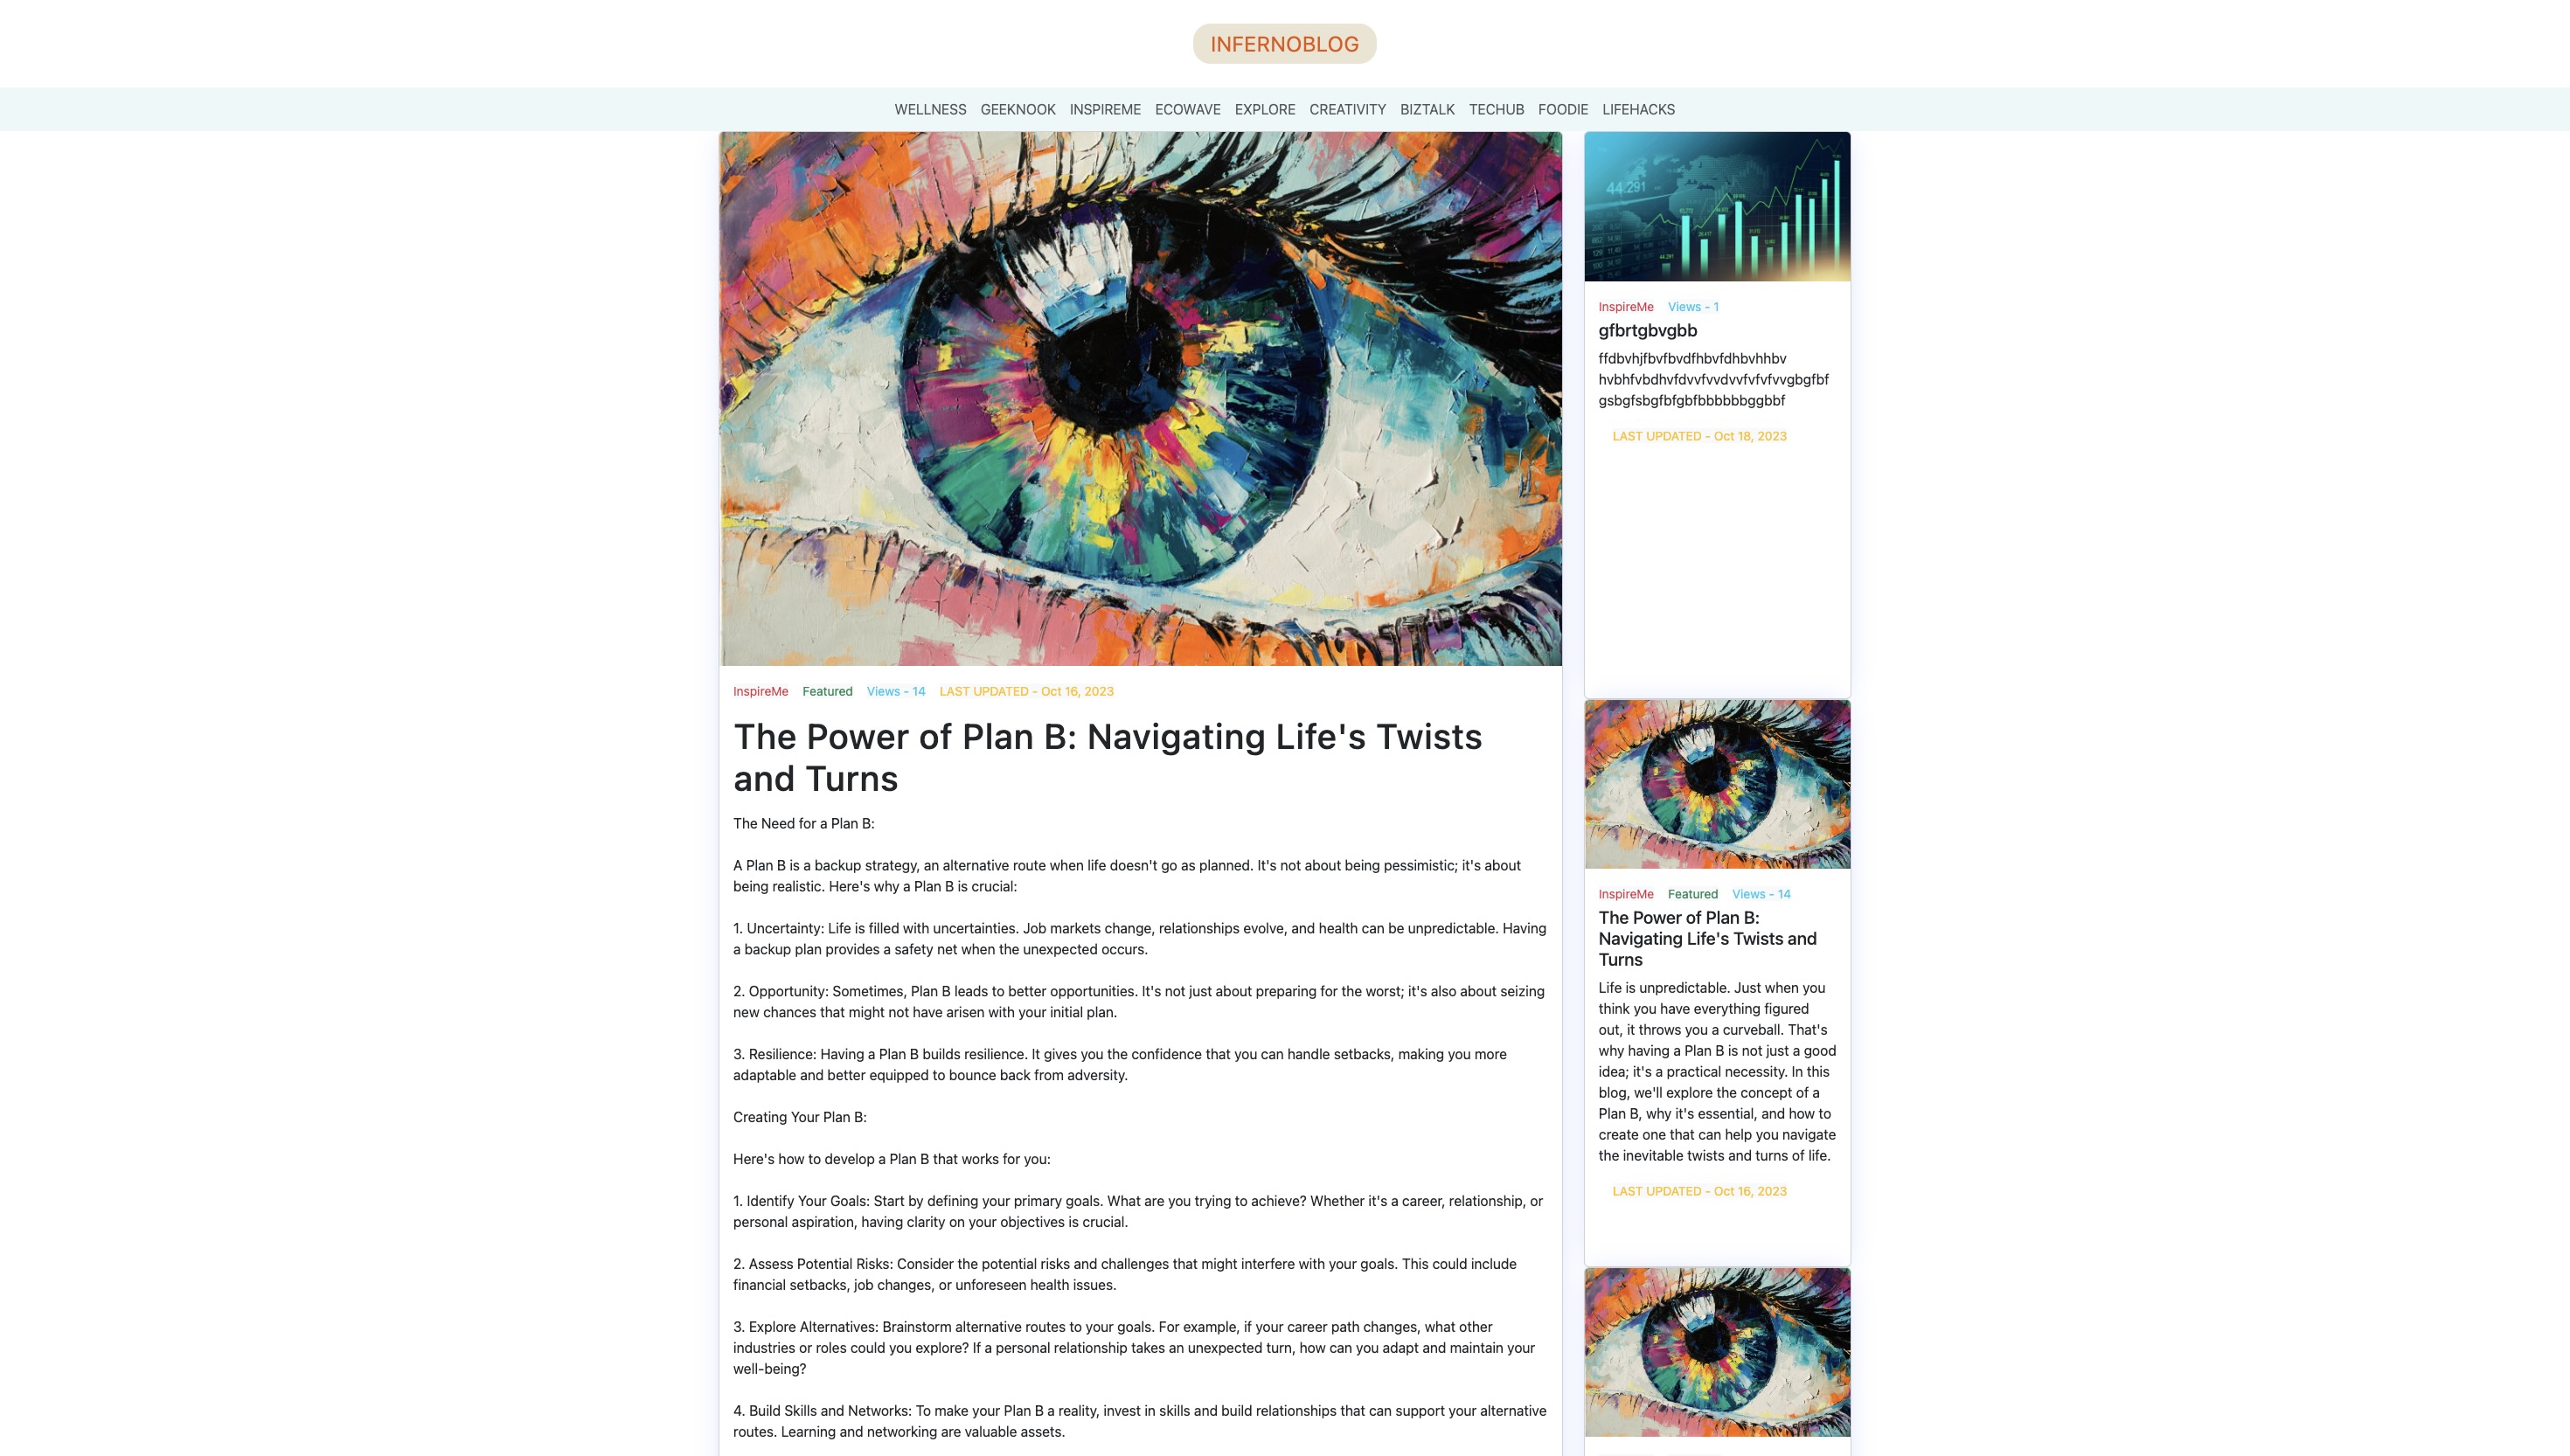 INFERNOBLOG
WELLNESS GEEKNOOK INSPIREME ECOWAVE EXPLORE CREATIVITY BIZTALK TECHUB FOODIE LIFEHACKS
InspireMe Featured Views - 14 LAST UPDATED - Oct 16, 2023
The Power of Plan B: Navigating Life's Twists
and Turns
The Need for a Plan B:
A Plan B is a backup strategy, an alternative route when life doesn't go as planned. It's not about being pessimistic; it's about
being realistic. Here's why a Plan B is crucial:
1. Uncertainty: Life is filled with uncertainties. Job markets change, relationships evolve, and health can be unpredictable. Having
a backup plan provides a safety net when the unexpected occurs.
2. Opportunity: Sometimes, Plan B leads to better opportunities. It's not just about preparing for the worst; it's also about seizing
new chances that might not have arisen with your initial plan.
3. Resilience: Having a Plan B builds resilience. It gives you the confidence that you can handle setbacks, making you more
adaptable and better equipped to bounce back from adversity.
Creating Your Plan B:
Here's how to develop a Plan B that works for you:
1. Identify Your Goals: Start by defining your primary goals. What are you trying to achieve? Whether it's a career, relationship, or
personal aspiration, having clarity on your objectives is crucial.
2. Assess Potential Risks: Consider the potential risks and challenges that might interfere with your goals. This could include
financial setbacks, job changes, or unforeseen health issues.
3. Explore Alternatives: Brainstorm alternative routes to your goals. For example, if your career path changes, what other
industries or roles could you explore? If a personal relationship takes an unexpected turn, how can you adapt and maintain your
well-being?
4. Build Skills and Networks: To make your Plan B a reality, invest in skills and build relationships that can support your alternative
routes. Learning and networking are valuable assets.
44.291
InspireMe Views - 1
gfbrtgbvgbb
ffdbvhjfbvfbvdfhbvfdhbvhhbv
hvbhfvbdhvfdvvfvvdvvfvfvfvvgbgfbf
gsbgfsbgfbfgbfbbbbbbggbbf
LAST UPDATED - Oct 18, 2023
InspireMe Featured Views - 14
The Power of Plan B:
Navigating Life's Twists and
Turns
Life is unpredictable. Just when you
think you have everything figured
out, it throws you a curveball. That's
why having a Plan B is not just a good
idea; it's a practical necessity. In this
blog, we'll explore the concept of a
Plan B, why it's essential, and how to
create one that can help you navigate
the inevitable twists and turns of life.
LAST UPDATED - Oct 16, 2023